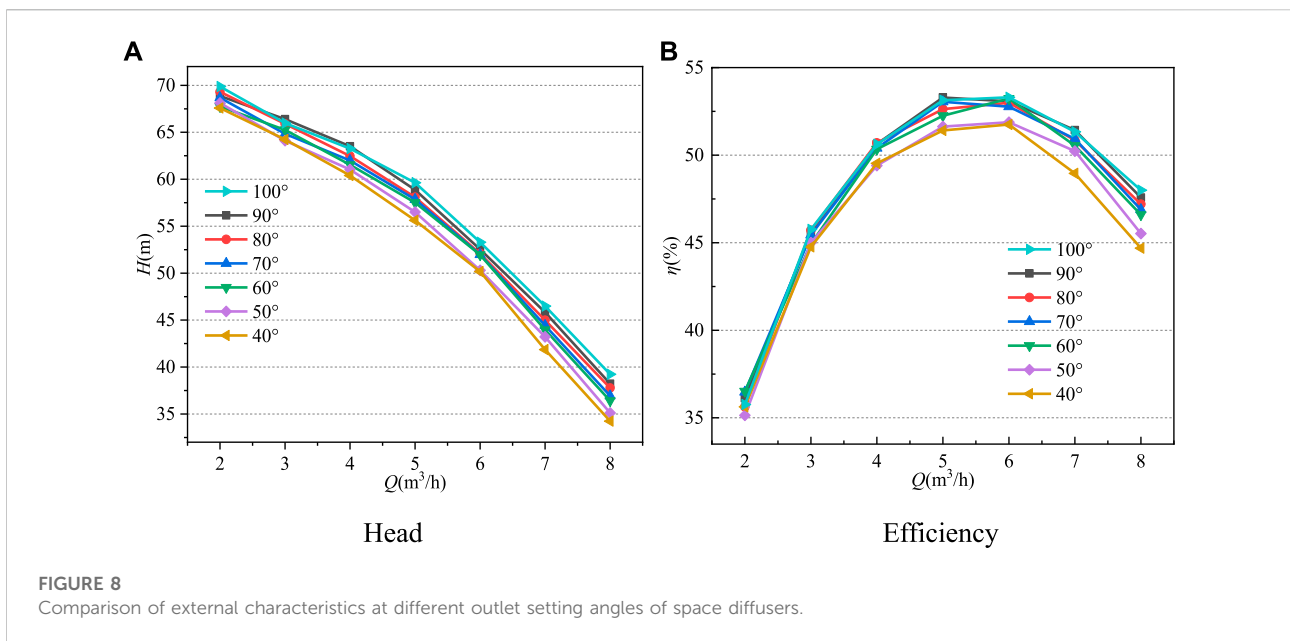 A
H(m)
70
65
60
55
50
45
40
35
100°
90°
80°
70°
60°
50°
40°
2 3 4 5 6 7 8
Q(m³/h)
Head
B
η(%)
55
50
45
40
35
100°
90°
80°
70°
60°
50°
40°
2 3 4 5 6 7 8
Q(m³/h)
Efficiency
FIGURE 8
Comparison of external characteristics at different outlet setting angles of space diffusers.